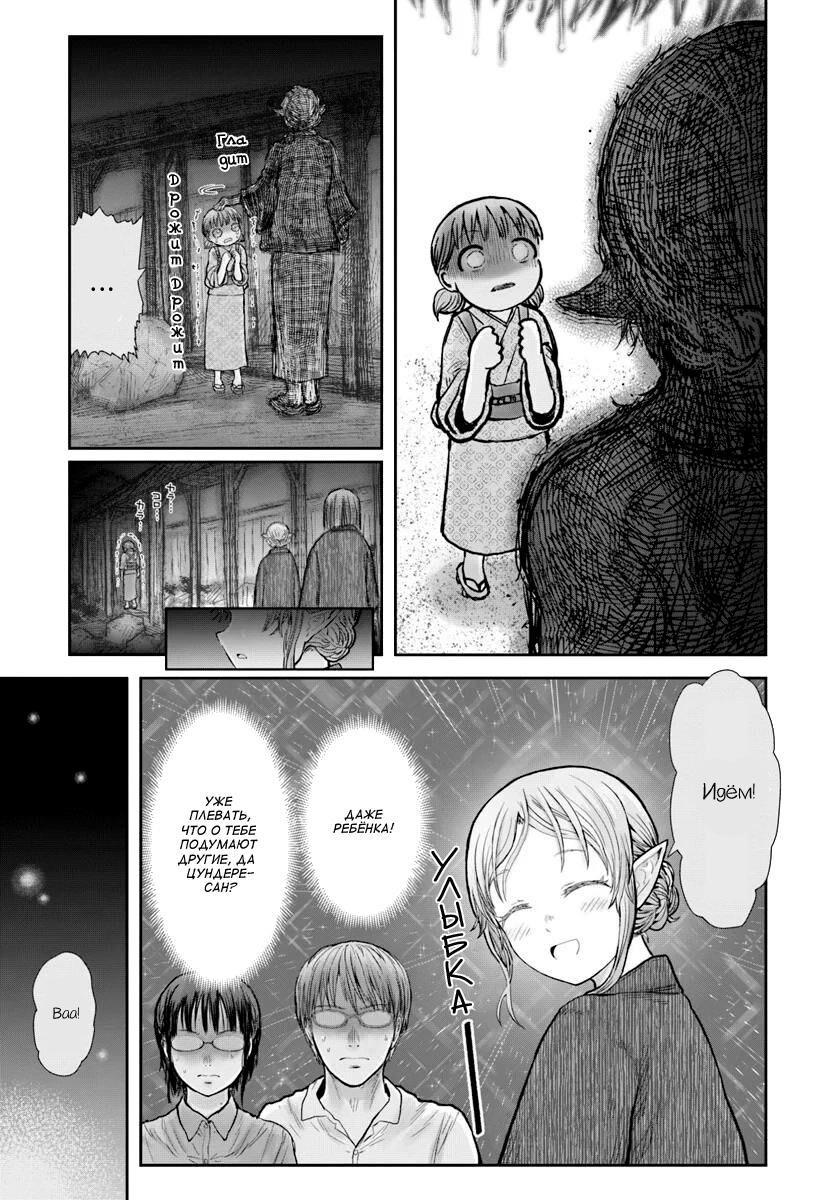 Гла
дит
Дрожит Дрожит
...
Идём!
УЛЫБКА
ДАЖЕ
РЕБЁНКА!
УЖЕ
ПЛЕВАТЬ,
ЧТО О ТЕБЕ
ПОДУМАЮТ
ДРУГИЕ, ДА
ЦУНДЕРЕ-
САН?
Ваа!